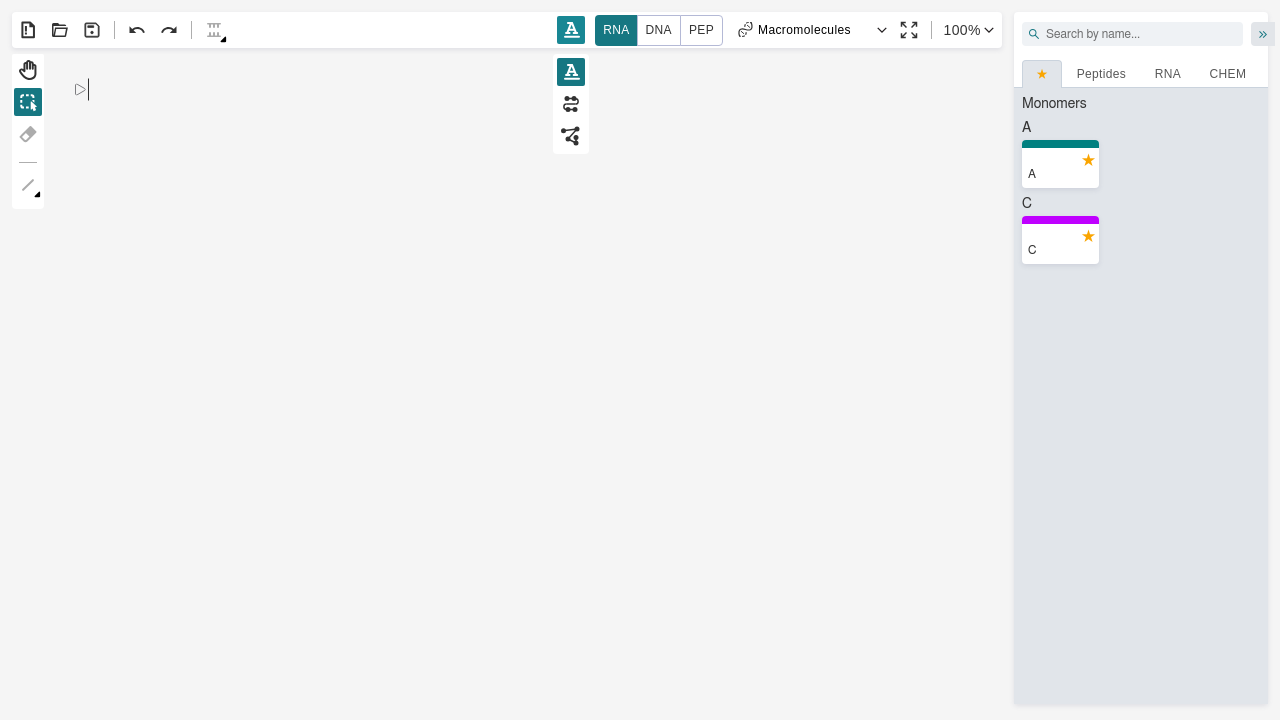 RNA DNA PEP Macromolecules 100%
Search by name...
★ Peptides RNA CHEM
Monomers
A
★
A
C
★
C